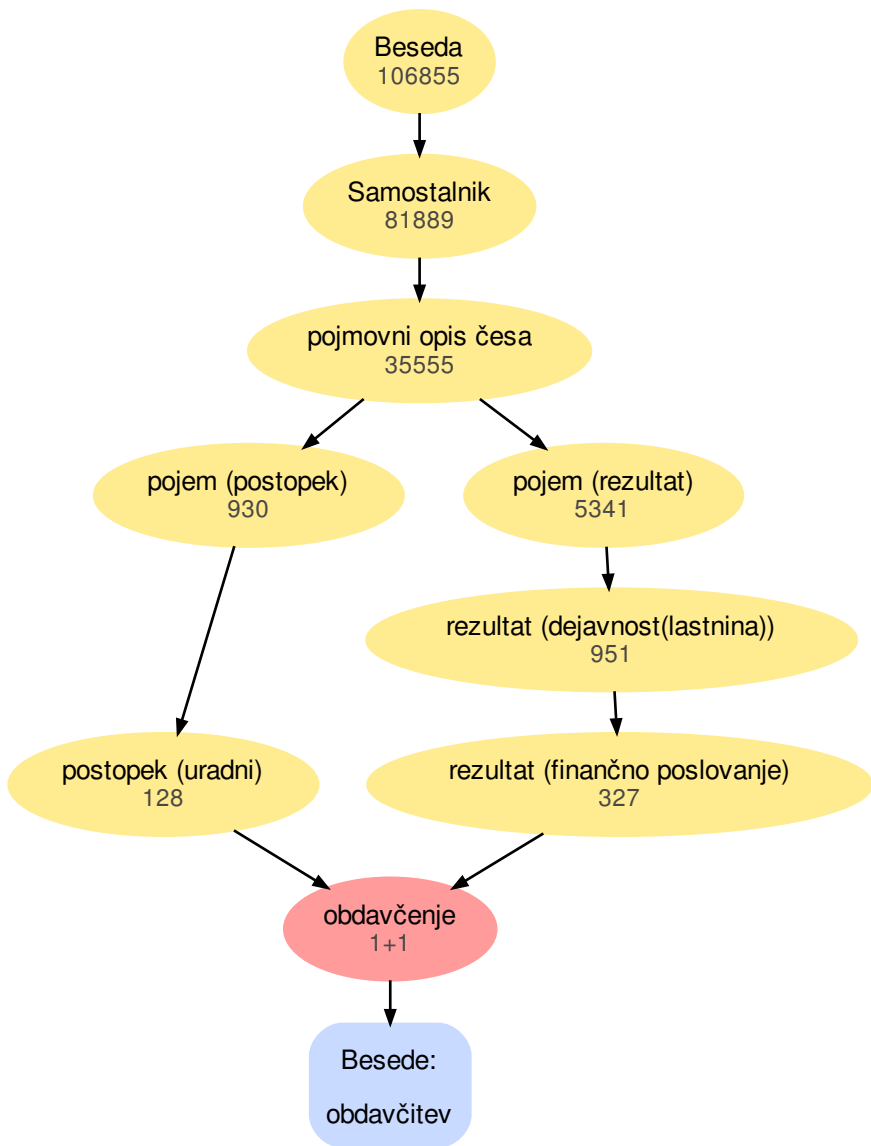 Beseda
106855
Samostalnik
81889
pojmovni opis česa
35555
pojem (postopek)
930
pojem (rezultat)
5341
rezultat (dejavnost(lastnina))
951
postopek (uradni)
128
rezultat (finančno poslovanje)
327
obdavčenje
1+1
Besede:
obdavčitev